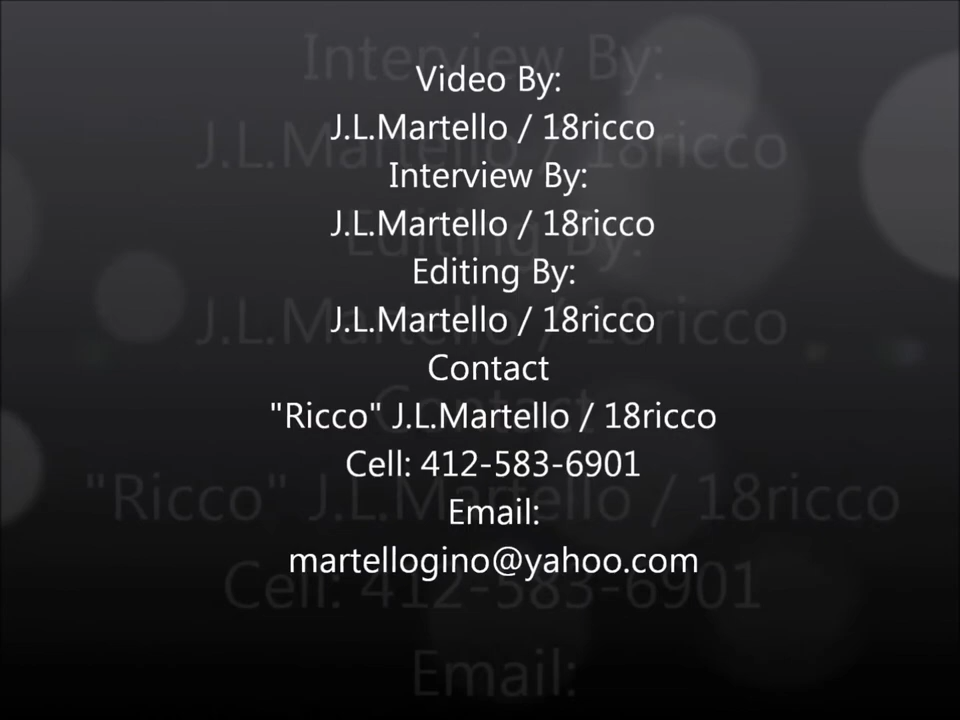 Video By:
J.L.Martello / 18ricco
Interview By:
J.L.Martello / 18ricco
Editing By:
J.L.Martello / 18ricco
Contact
"Ricco" J.L.Martello / 18ricco
Cell: 412-583-6901
Email:
martellogino@yahoo.com